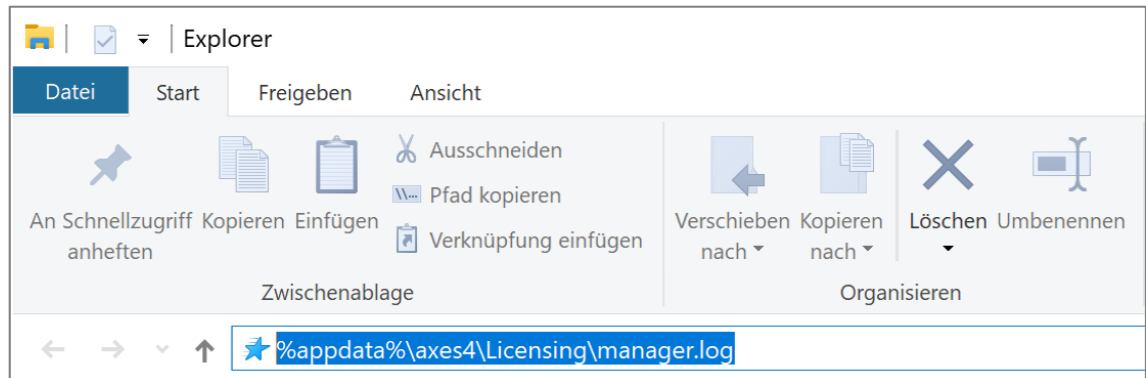 Explorer
Datei Start Freigeben Ansicht
An Schnellzugriff anheften
Kopieren
Einfügen
Ausschneiden
Pfad kopieren
Verknüpfung einfügen
Zwischenablage
Verschieben nach
Kopieren nach
Löschen
Umbenennen
Organisieren
%appdata%\axes4\Licensing\manager.log